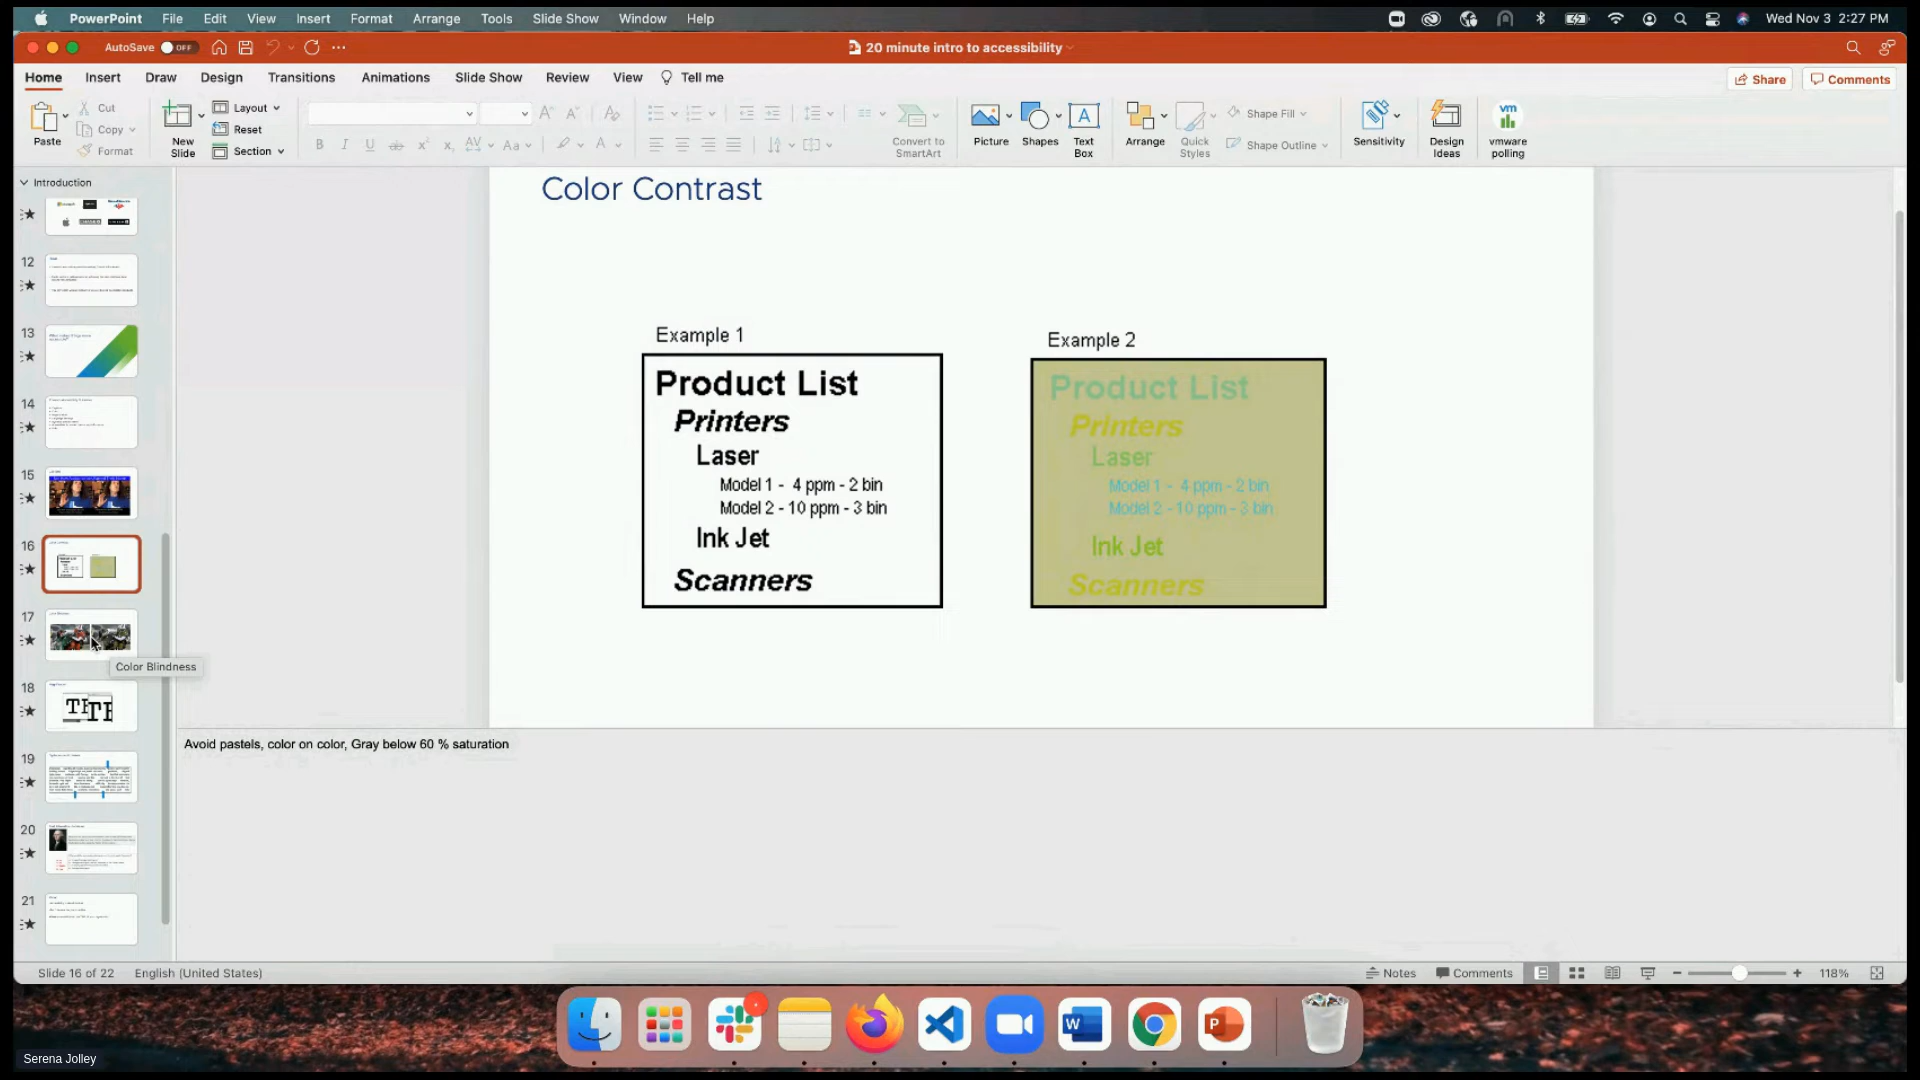 PowerPoint File Edit View Insert Format Arrange Tools Slide Show Window Help Wed Nov 3 2:27 PM
AutoSave OFF 20 minute intro to accessibility
Home Insert Draw Design Transitions Animations Slide Show Review View Tell me Share Comments
Paste Cut Copy Format
New Slide Layout Reset Section
B I U ab x² x₂ AV Aa A
Convert to SmartArt
Picture Shapes Text Box
Arrange Quick Styles Shape Fill Shape Outline
Sensitivity Design Ideas vmware polling
Introduction
12
13
14
15
16
17
Color Blindness
18
19
20
21
Color Contrast
Example 1
Product List
Printers
Laser
Model 1 - 4 ppm - 2 bin
Model 2 - 10 ppm - 3 bin
Ink Jet
Scanners
Example 2
Product List
Printers
Laser
Model 1 - 4 ppm - 2 bin
Model 2 - 10 ppm - 3 bin
Ink Jet
Scanners
Avoid pastels, color on color, Gray below 60 % saturation
Slide 16 of 22 English (United States) Notes Comments 118%
Serena Jolley